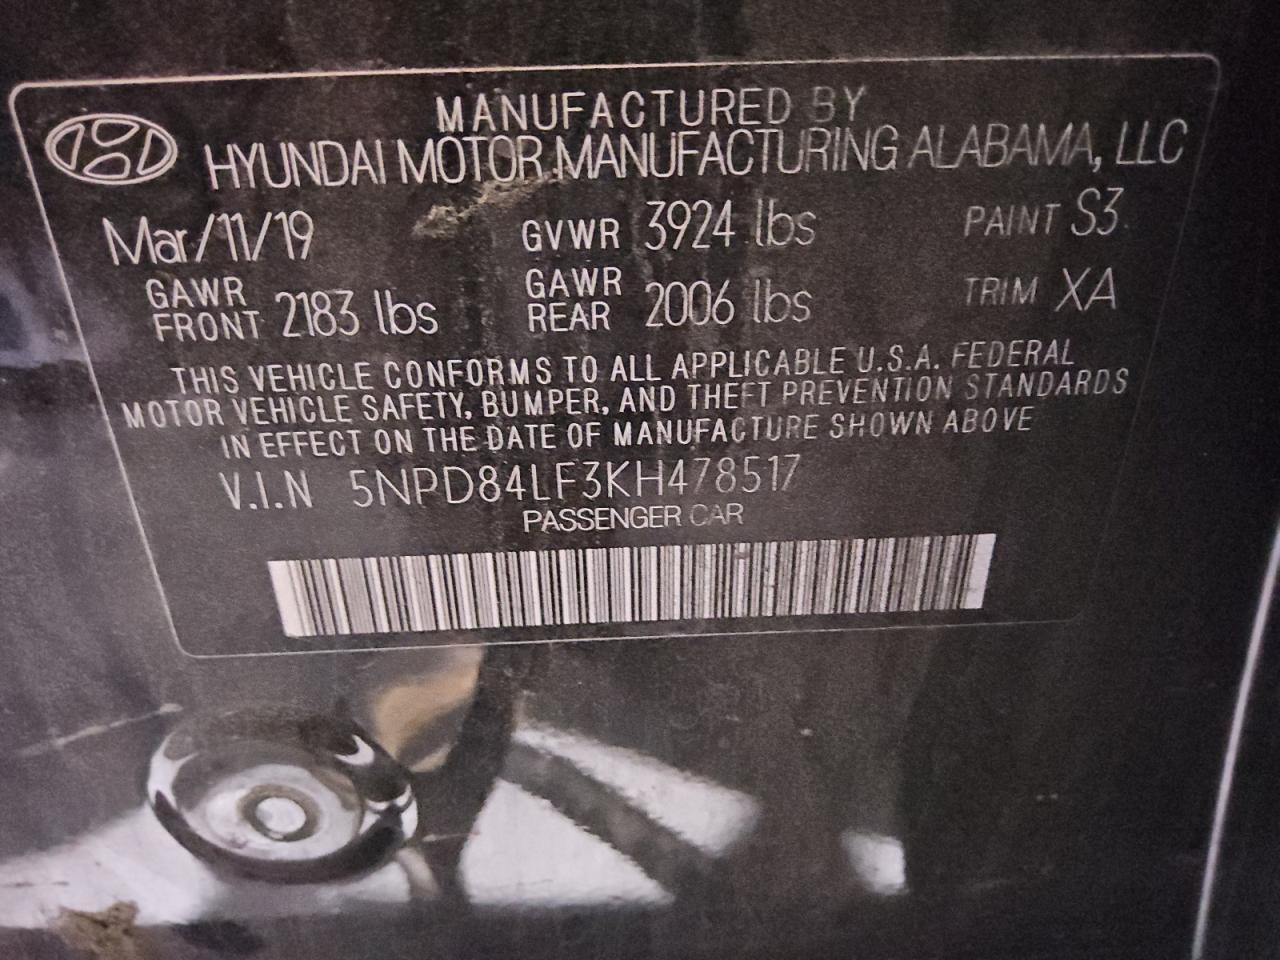 MANUFACTURED BY
HYUNDAI MOTOR MANUFACTURING ALABAMA, LLC
Mar/11/19 GVWR 3924 lbs PAINT S3
GAWR FRONT 2183 lbs GAWR REAR 2006 lbs TRIM XA
THIS VEHICLE CONFORMS TO ALL APPLICABLE U.S.A. FEDERAL
MOTOR VEHICLE SAFETY, BUMPER, AND THEFT PREVENTION STANDARDS
IN EFFECT ON THE DATE OF MANUFACTURE SHOWN ABOVE
V.I.N 5NPD84LF3KH478517
PASSENGER CAR